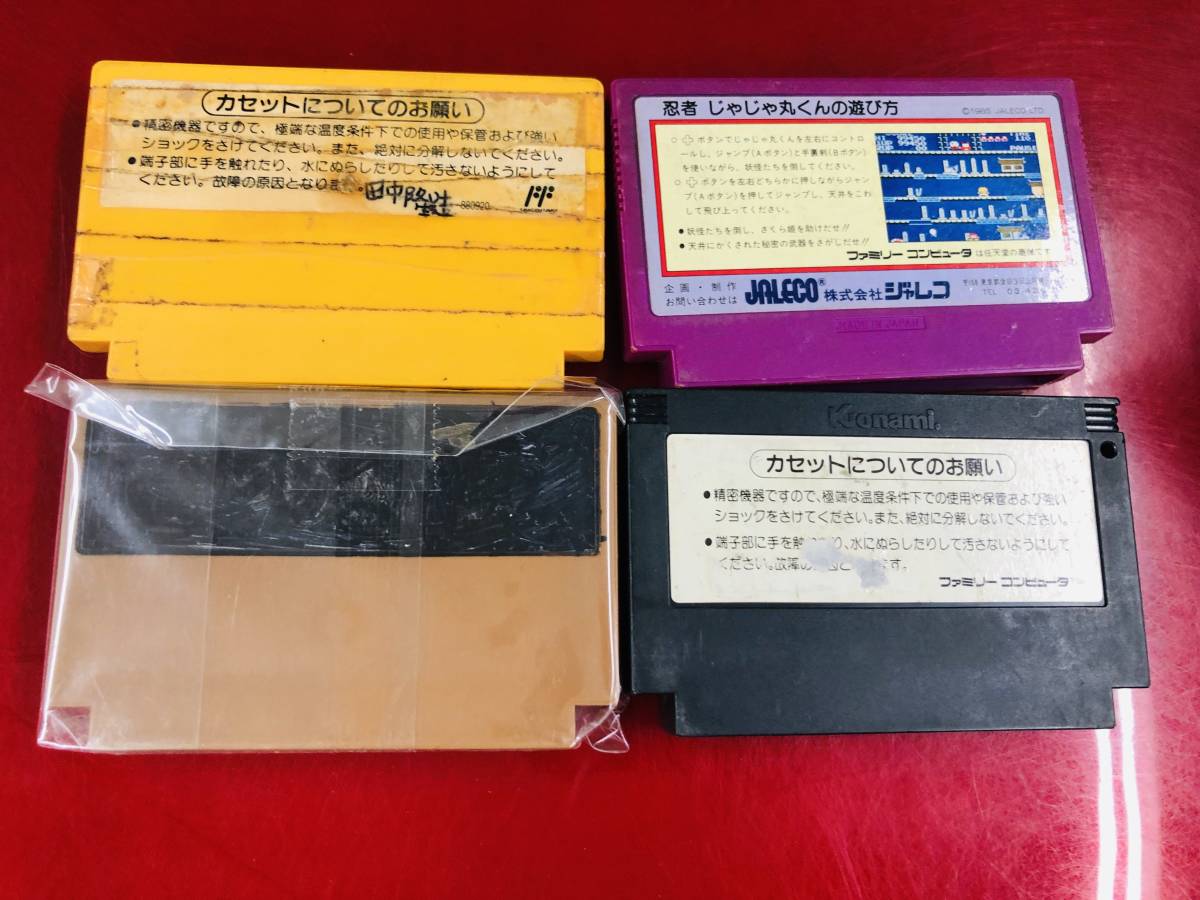 カセットについてのお願い
●精密機器ですので、極端な温度条件下での使用や保管および強い
ショックをさけてください。また、絶対に分解しないでください。
●端子部に手を触れたり、水にぬらしたりして汚さないようにして
ください。故障の原因となりま
田中
880920
忍者 じゃじゃ丸くんの遊び方
©1985 JALECO LTD.
○ ボタンでじゃじゃ丸くんを左右にコントロ
ールし、ジャンプ(Aボタン)と手裏剣(Bボタン)
を使いながら、妖怪たちを倒してください。
○ ボタンを左右どちらかに押しながらジャン
プ(Aボタン)を押してジャンプし、天井をこわ
して飛び上ってください。
●妖怪たちを倒し、さくら姫を助けだせ!!
●天井にかくされた秘密の武器をさがしだせ!!
ファミリー コンピュータ は任天堂の商標です
企画・制作
お問い合わせは
JALECO® 株式会社 ジャレコ
TEL 03
MADE IN JAPAN
Konami
カセットについてのお願い
●精密機器ですので、極端な温度条件下での使用や保管および強い
ショックをさけてください。また、絶対に分解しないでください。
●端子部に手を触 り、水にぬらしたりして汚さないようにして
ください。故障の 因と ます。
ファミリー コンピュータ